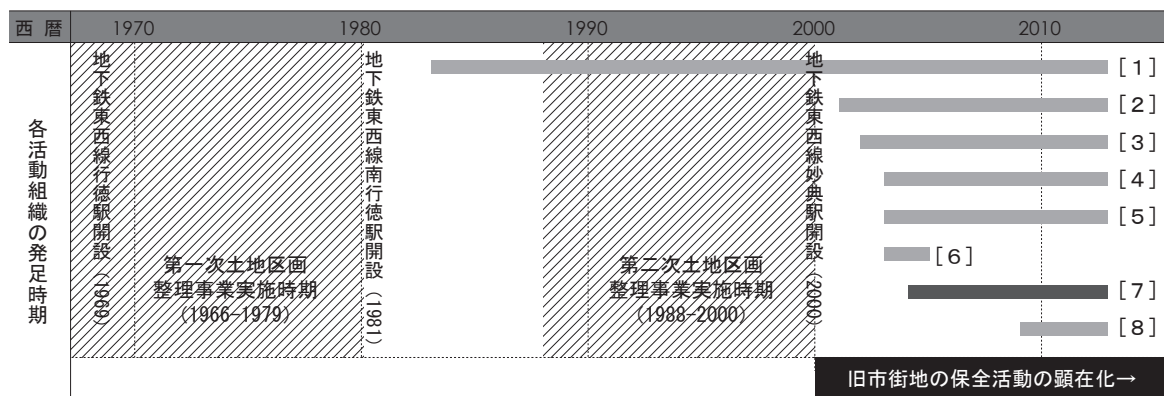 西 暦 1970 1980 1990 2000 2010
各活動組織の発足時期
地下鉄東西線行徳駅開設 (1969)
第一次土地区画
整理事業実施時期
(1966-1979)
地下鉄東西線南行徳駅開設 (1981)
第二次土地区画
整理事業実施時期
(1988-2000)
地下鉄東西線妙典駅開設 (2000)
[1]
[2]
[3]
[4]
[5]
[6]
[7]
[8]
旧市街地の保全活動の顕在化→